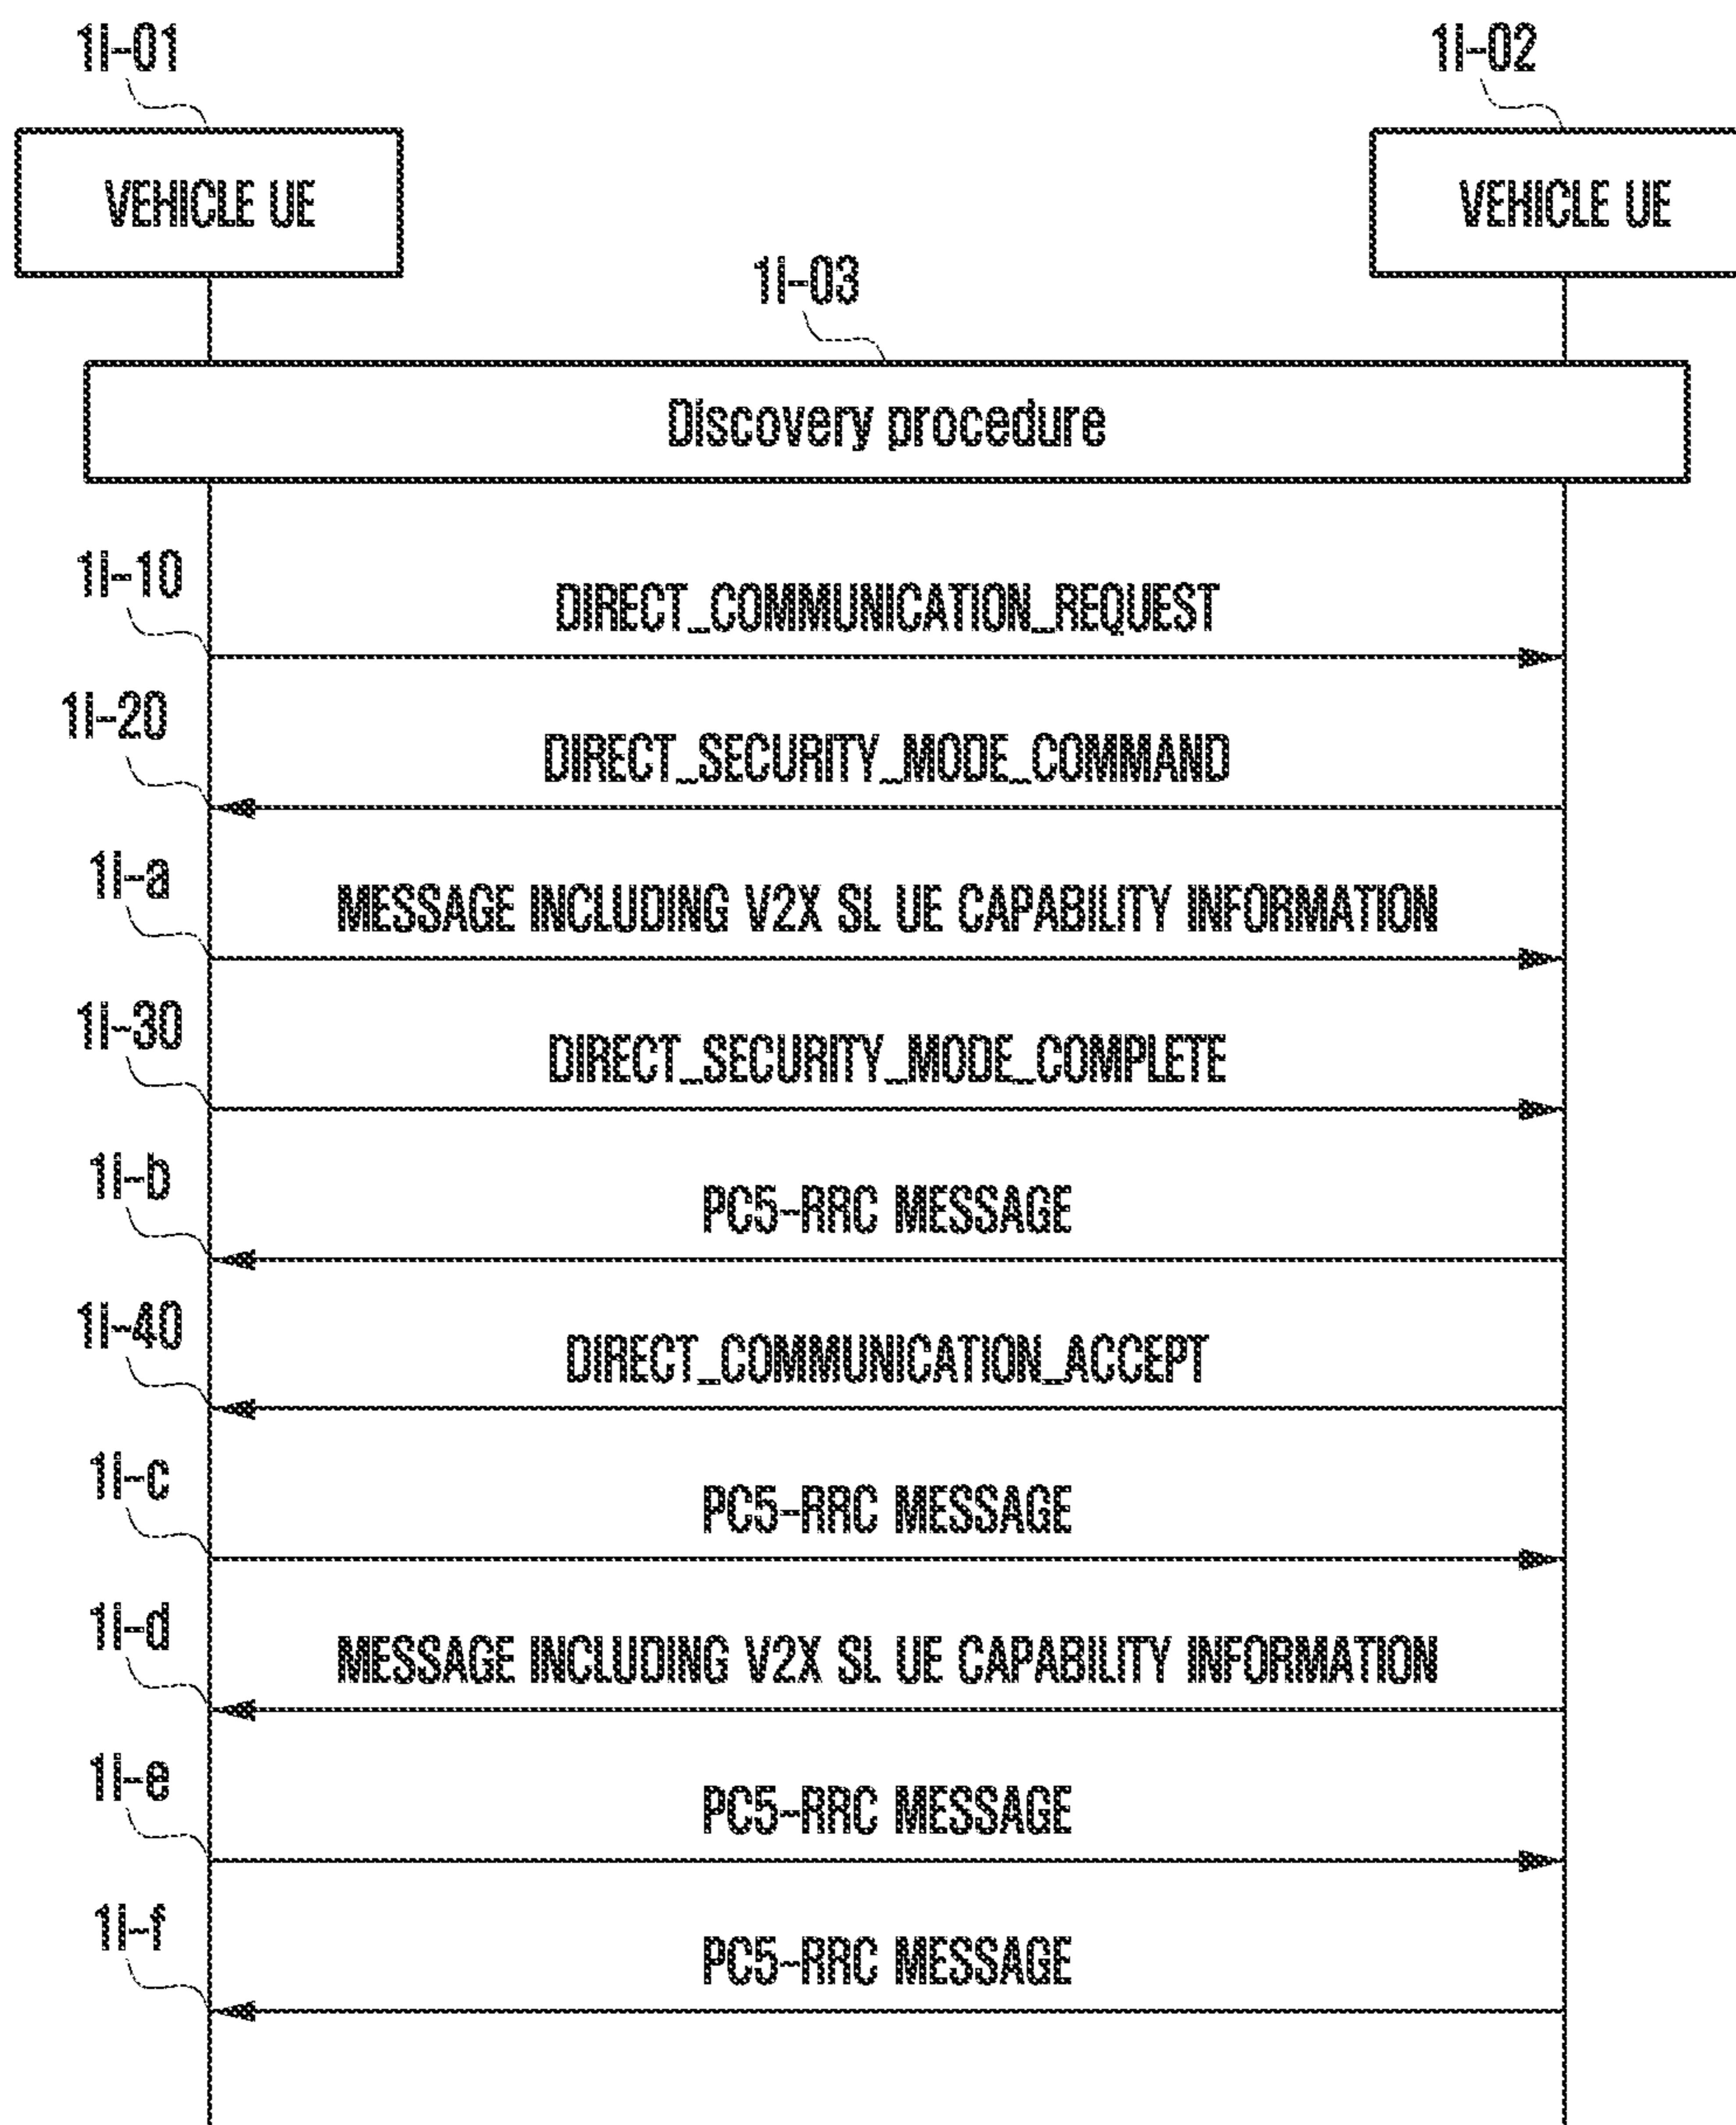 1i-01
1i-02
VEHICLE UE
VEHICLE UE
1i-03
Discovery procedure
1i-10
DIRECT_COMMUNICATION_REQUEST
1i-20
DIRECT_SECURITY_MODE_COMMAND
1i-a
MESSAGE INCLUDING V2X SL UE CAPABILITY INFORMATION
1i-30
DIRECT_SECURITY_MODE_COMPLETE
1i-b
PC5-RRC MESSAGE
1i-40
DIRECT_COMMUNICATION_ACCEPT
1i-c
PC5-RRC MESSAGE
1i-d
MESSAGE INCLUDING V2X SL UE CAPABILITY INFORMATION
1i-e
PC5-RRC MESSAGE
1i-f
PC5-RRC MESSAGE